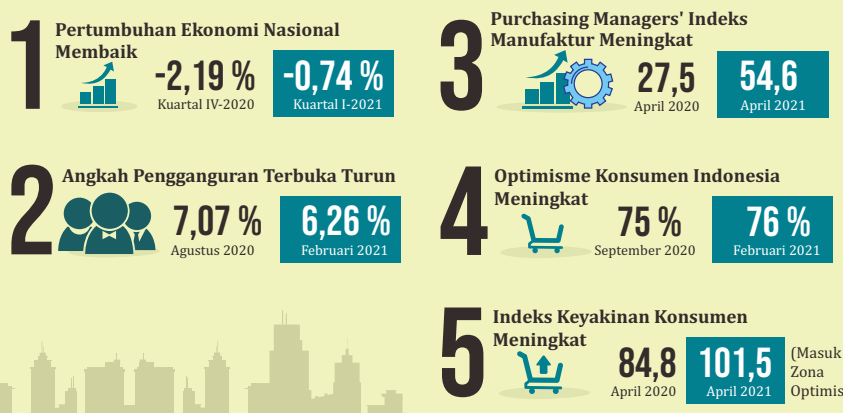 1
Pertumbuhan Ekonomi Nasional
Membaik
-2,19 %
Kuartal IV-2020
-0,74 %
Kuartal I-2021
2
Angkah Pengganguran Terbuka Turun
7,07 %
Agustus 2020
6,26 %
Februari 2021
3
Purchasing Managers' Indeks
Manufaktur Meningkat
27,5
April 2020
54,6
April 2021
4
Optimisme Konsumen Indonesia
Meningkat
75 %
September 2020
76 %
Februari 2021
5
Indeks Keyakinan Konsumen
Meningkat
84,8
April 2020
101,5
April 2021
(Masuk
Zona
Optimis